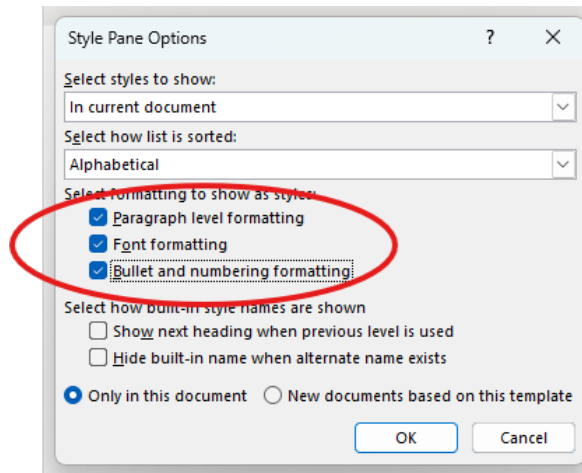 Style Pane Options ?
Select styles to show:
In current document
Select how list is sorted:
Alphabetical
Select formatting to show as styles:
Paragraph level formatting
Font formatting
Bullet and numbering formatting
Select how built-in style names are shown
Show next heading when previous level is used
Hide built-in name when alternate name exists
Only in this document New documents based on this template
OK Cancel